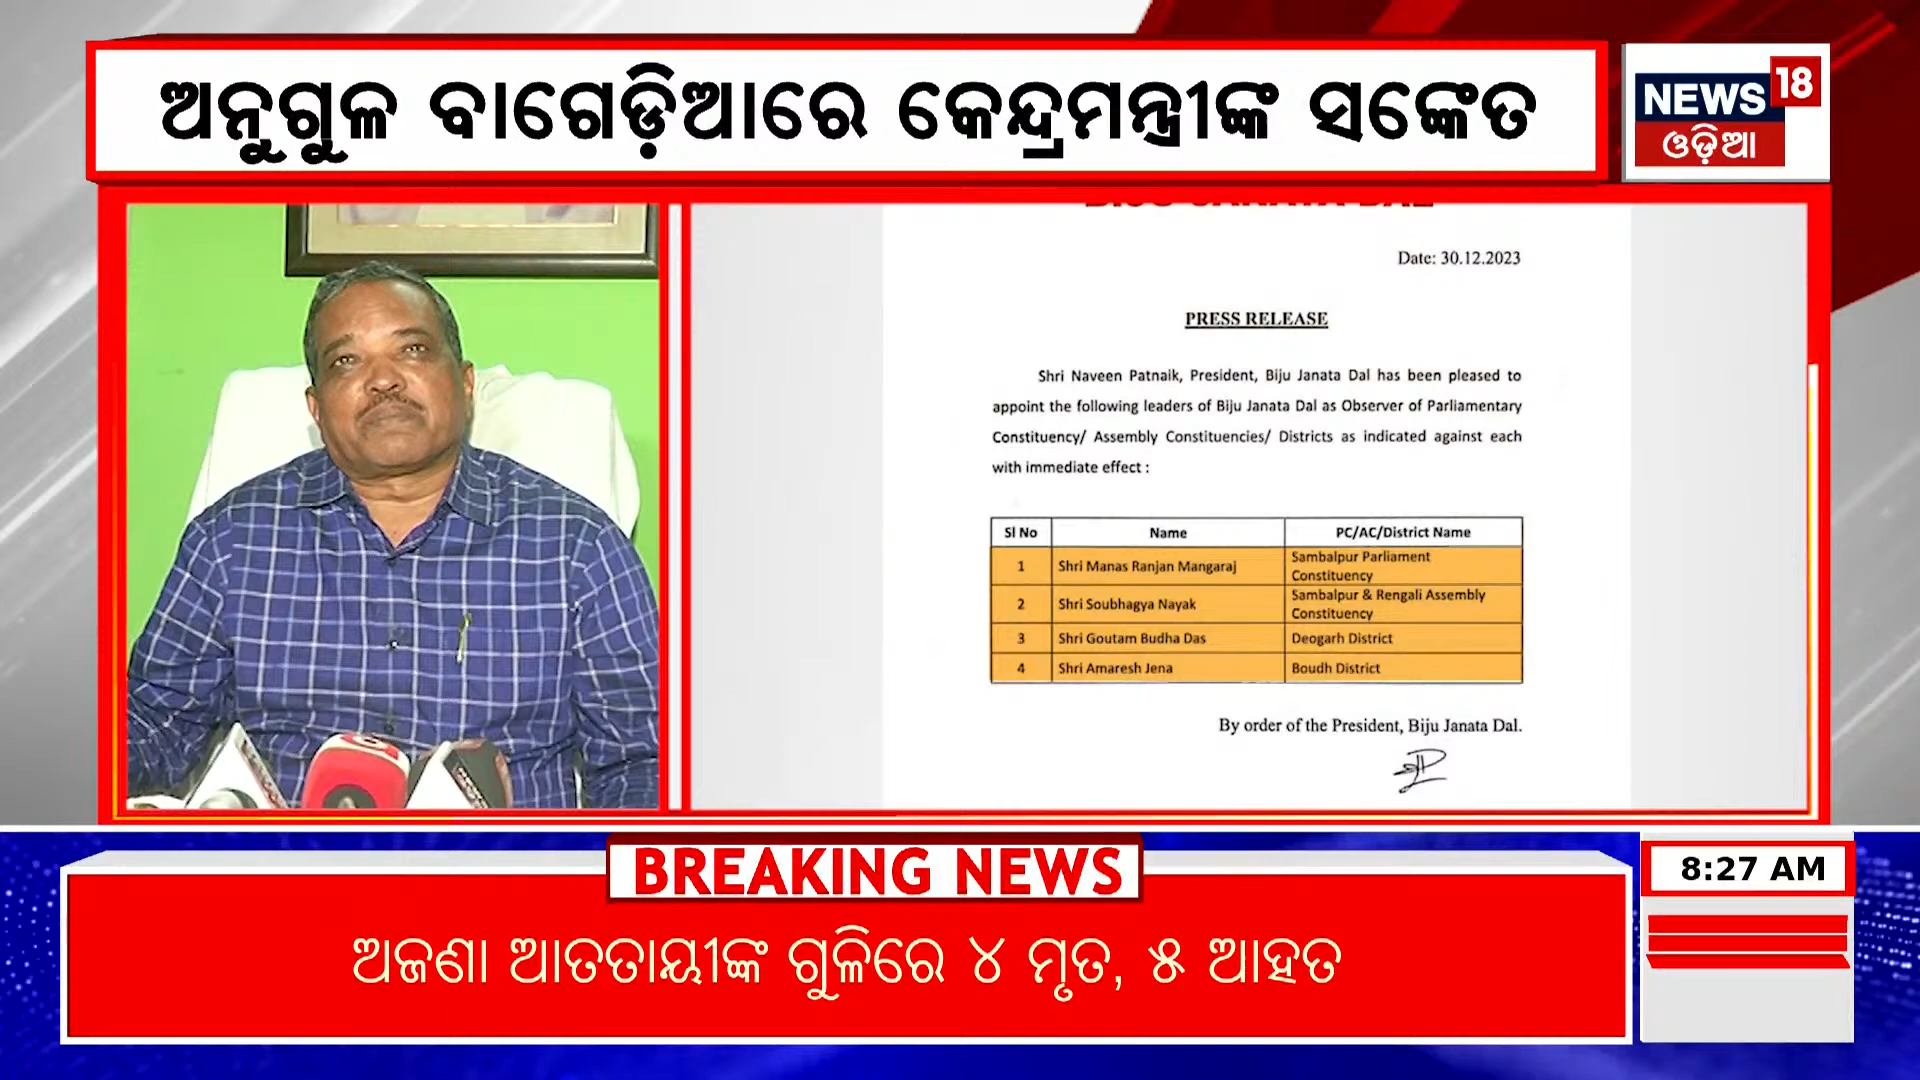 ଅନୁଗୁଳ ବାଗେଡ଼ିଆରେ କେନ୍ଦ୍ରମନ୍ତ୍ରୀଙ୍କ ସଙ୍କେତ
NEWS 18
ଓଡ଼ିଆ
BIJU JANATA DAL
Date: 30.12.2023
PRESS RELEASE
Shri Naveen Patnaik, President, Biju Janata Dal has been pleased to
appoint the following leaders of Biju Janata Dal as Observer of Parliamentary
Constituency/ Assembly Constituencies/ Districts as indicated against each
with immediate effect :
Sl No Name PC/AC/District Name
1 Shri Manas Ranjan Mangaraj Sambalpur Parliament
Constituency
2 Shri Soubhagya Nayak Sambalpur & Rengali Assembly
Constituency
3 Shri Goutam Budha Das Deogarh District
4 Shri Amaresh Jena Boudh District
By order of the President, Biju Janata Dal.
BREAKING NEWS
8:27 AM
ଅଜଣା ଆତତାୟୀଙ୍କ ଗୁଳିରେ ୪ ମୃତ, ୫ ଆହତ